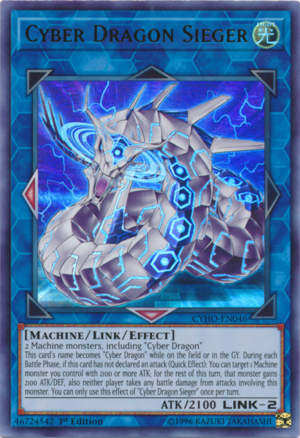 CYBER DRAGON SIEGER
光
CYHO-EN046
[MACHINE/LINK/EFFECT]
2 Machine monsters, including "Cyber Dragon"
This card's name becomes "Cyber Dragon" while on the field or in the GY. During each
Battle Phase, if this card has not declared an attack (Quick Effect): You can target 1 Machine
monster you control with 2100 or more ATK; for the rest of this turn, that monster gains
2100 ATK/DEF, also neither player takes any battle damage from attacks involving this
monster. You can only use this effect of "Cyber Dragon Sieger" once per turn.
ATK/2100 LINK-2
46724542 1st Edition
©1996 KAZUKI TAKAHASHI